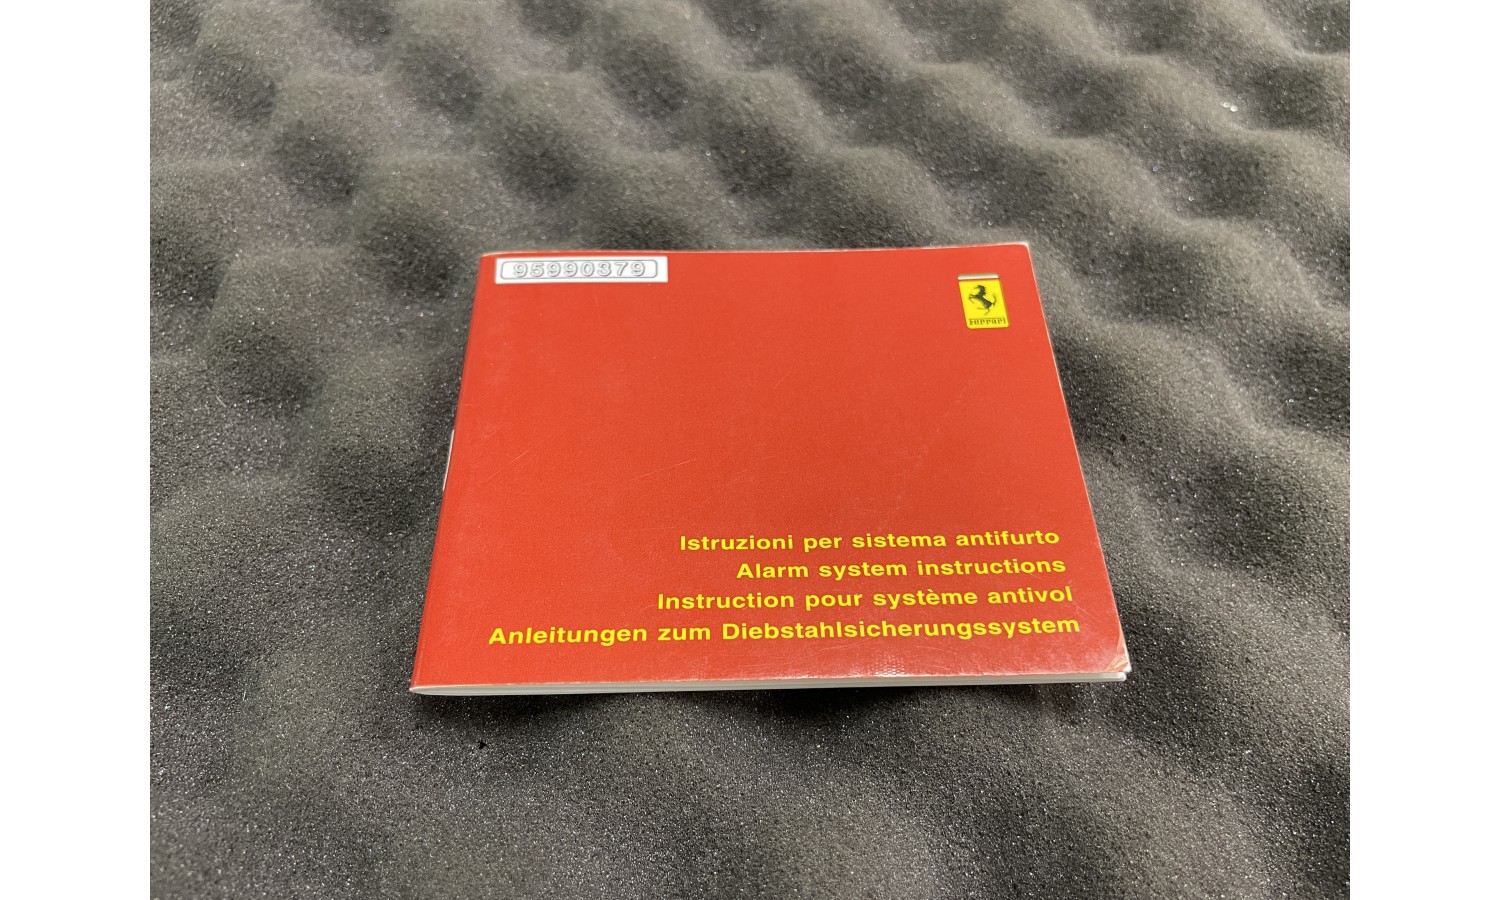 95990379
Ferrari
Istruzioni per sistema antifurto
Alarm system instructions
Instruction pour système antivol
Anleitungen zum Diebstahlsicherungssystem